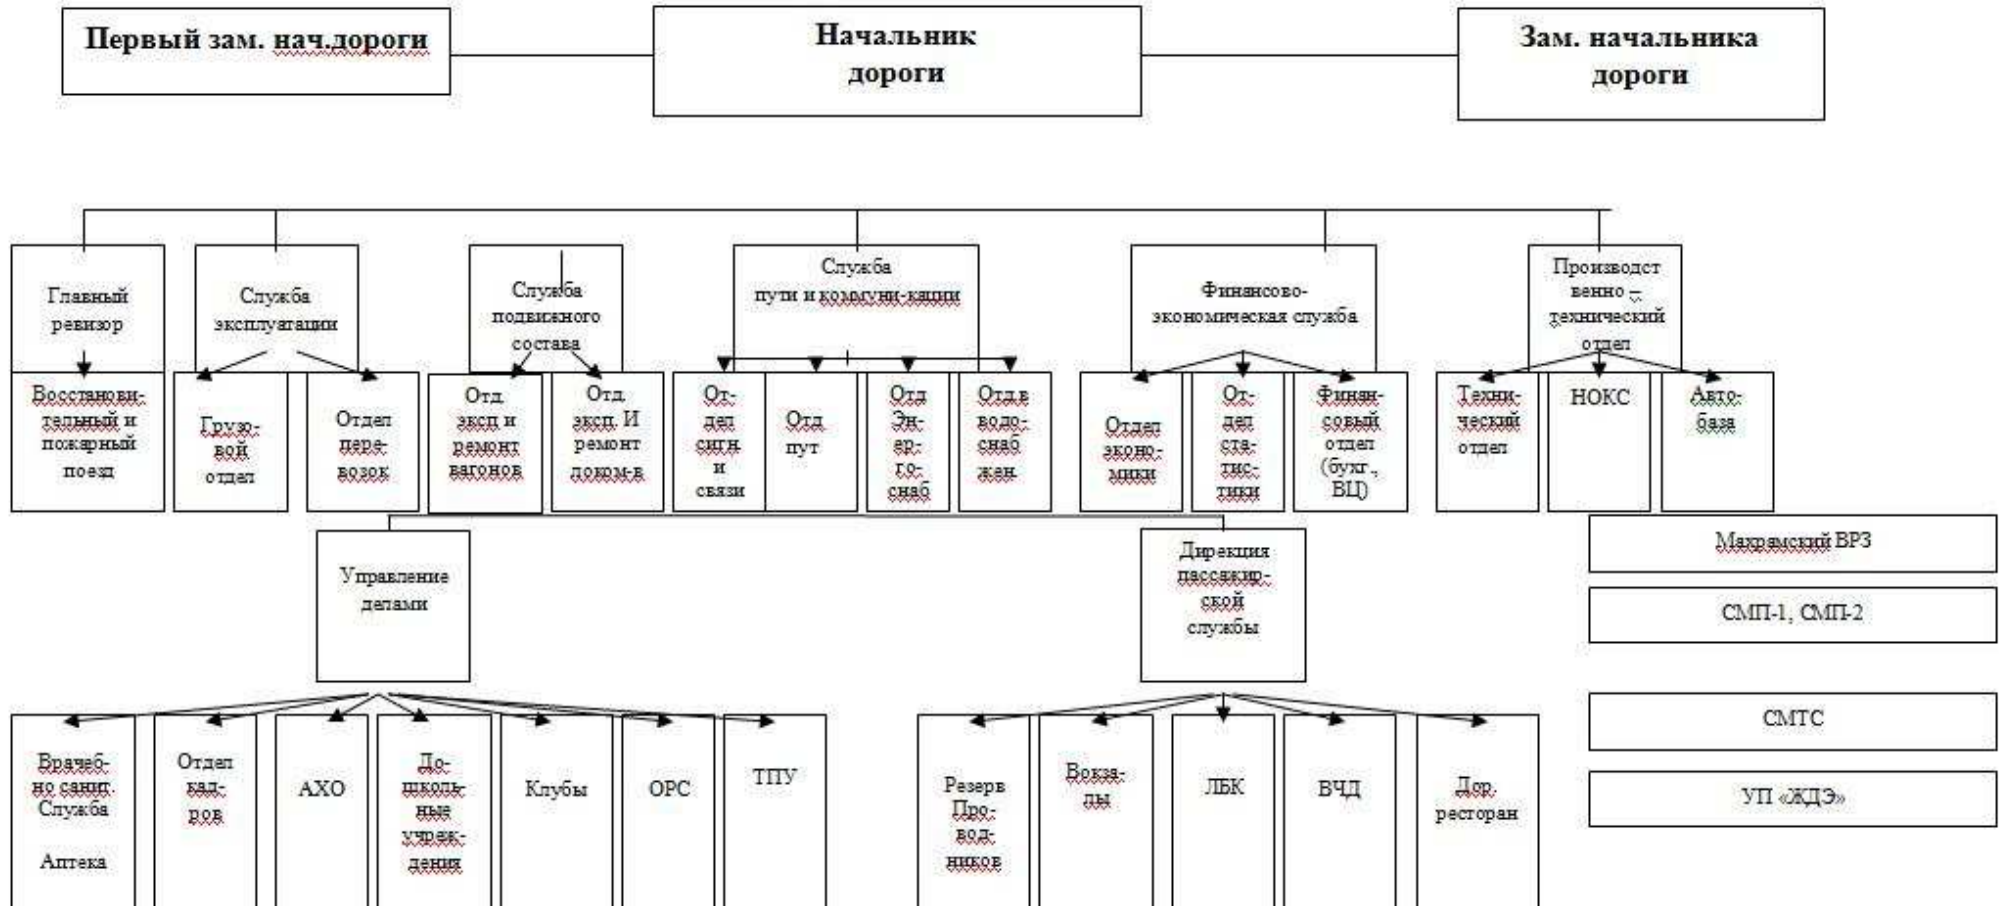 Первый зам. нач.дороги
Начальник
дороги
Зам. начальника
дороги
Главный
ревизор
Служба
эксплуатации
Служба
подвижного
состава
Служба
пути и коммуни-кации
Финансово-
экономическая служба
Производст
венно –
технический
отдел
Восстанови-
тельный и
пожарный
поезд
Грузо-
вой
отдел
Отдел
пере-
возок
Отд.
эксп и
ремонт
вагонов
Отд.
эксп. И
ремонт
локом-в
От-
дел
сигн.
и
связи
Отд.
пут
Отд
Эн-
ер-
го-
снаб
Отд.в
водо-
снаб
жен.
Отдел
эконо-
мики
От-
дел
ста-
тис-
тики
Финан-
совый
отдел
(бухг.,
ВЦ)
Техни-
ческий
отдел
НОКС
Авто-
база
Управление
делами
Дирекция
пассажир-
ской
службы
Махрамский ВРЗ
СМП-1, СМП-2
СМТС
УП «ЖДЭ»
Врачеб-
но санит.
Служба
Аптека
Отдел
кад-
ров
АХО
До-
школь-
ные
учреж-
дения
Клубы
ОРС
ТПУ
Резерв
Про-
вод-
ников
Вокза-
лы
ЛБК
ВЧД
Дор.
ресторан